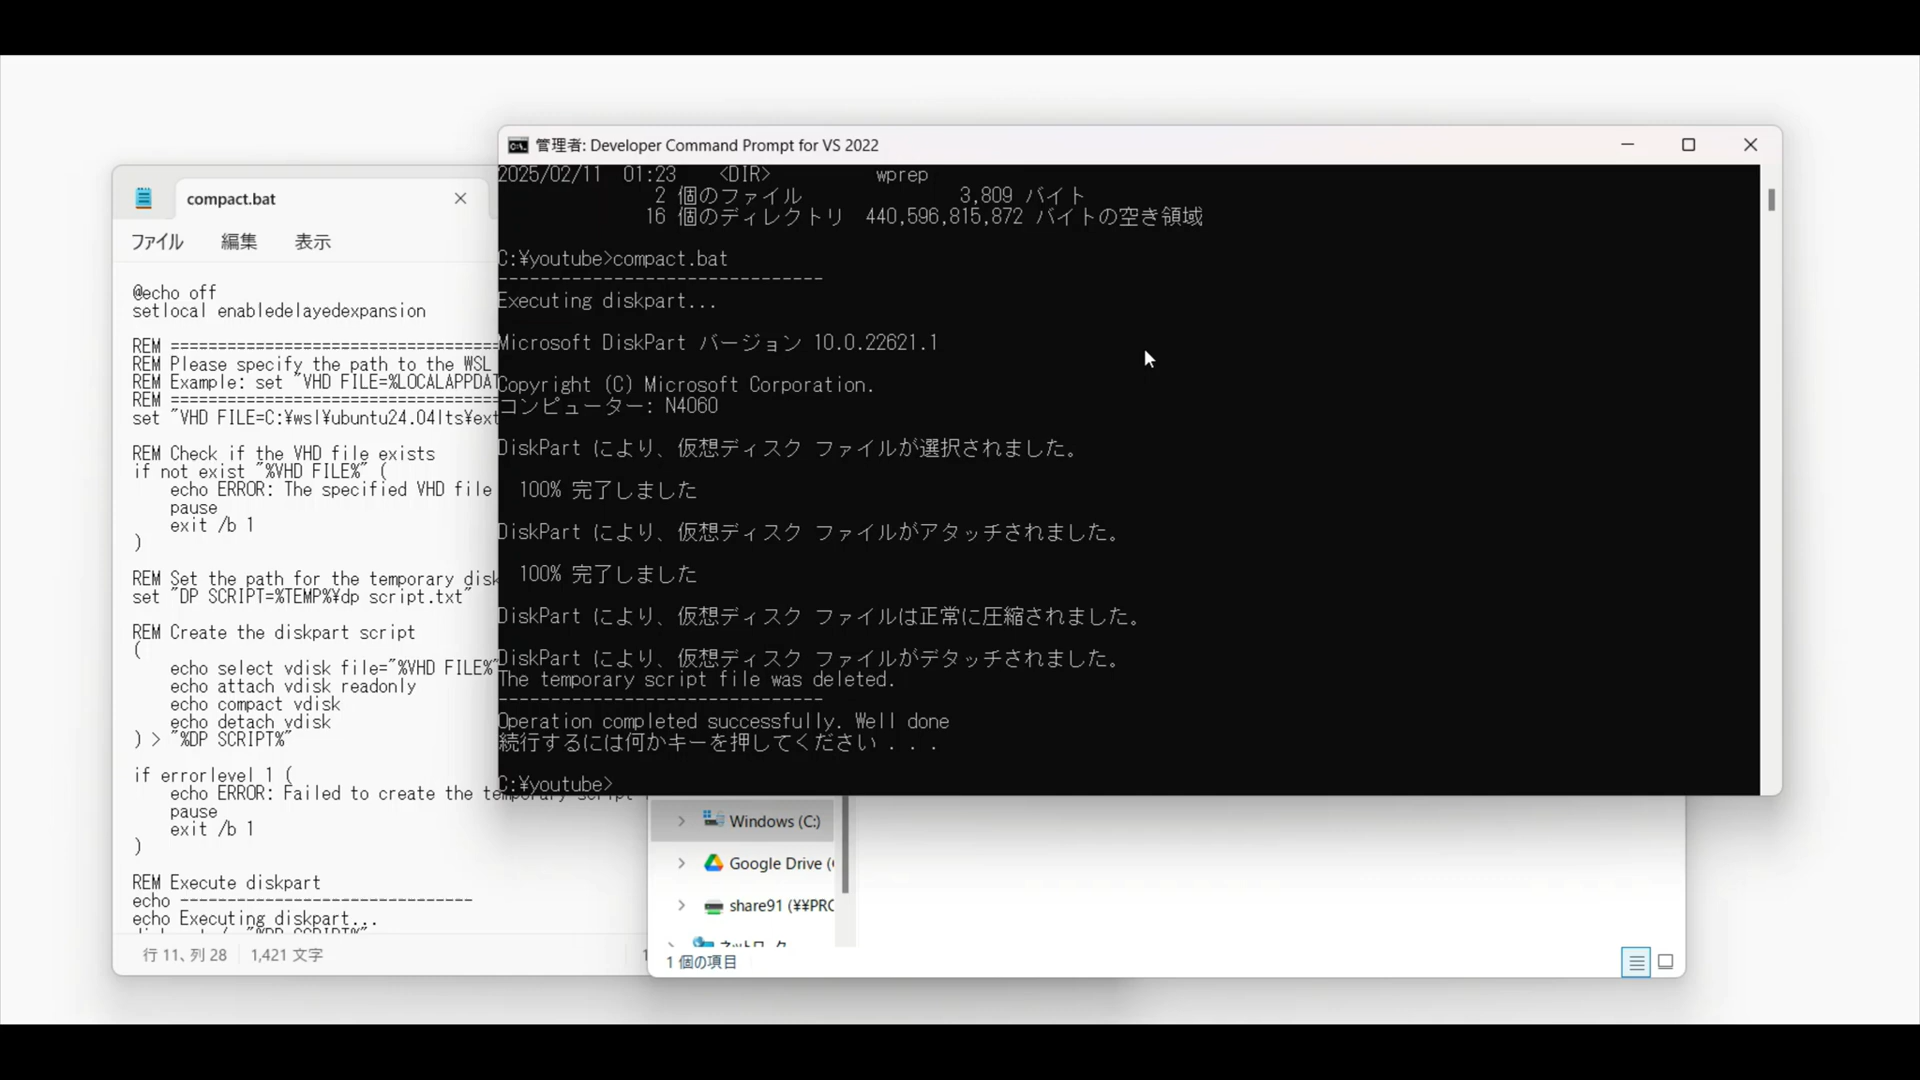 compact.bat
ファイル 編集 表示
@echo off
setlocal enabledelayedexpansion
REM ===================================
REM Please specify the path to the WSL
REM Example: set "VHD_FILE=%LOCALAPPDAT
REM ===================================
set "VHD_FILE=C:¥wsl¥ubuntu24.04lts¥ext
REM Check if the VHD file exists
if not exist "%VHD_FILE%" (
echo ERROR: The specified VHD file
pause
exit /b 1
)
REM Set the path for the temporary disk
set "DP_SCRIPT=%TEMP%¥dp_script.txt"
REM Create the diskpart script
(
echo select vdisk file="%VHD_FILE%"
echo attach vdisk readonly
echo compact vdisk
echo detach vdisk
) > "%DP_SCRIPT%"
if errorlevel 1 (
echo ERROR: Failed to create the temporary script
pause
exit /b 1
)
REM Execute diskpart
echo -------------------------------
echo Executing diskpart...
行 11、列 28 1,421 文字
管理者: Developer Command Prompt for VS 2022
2025/02/11 01:23 <DIR> wprep
2 個のファイル 3,809 バイト
16 個のディレクトリ 440,596,815,872 バイトの空き領域
C:¥youtube>compact.bat
-------------------------------
Executing diskpart...
Microsoft DiskPart バージョン 10.0.22621.1
Copyright (C) Microsoft Corporation.
コンピューター: N4060
DiskPart により、仮想ディスク ファイルが選択されました。
100% 完了しました
DiskPart により、仮想ディスク ファイルがアタッチされました。
100% 完了しました
DiskPart により、仮想ディスク ファイルは正常に圧縮されました。
DiskPart により、仮想ディスク ファイルがデタッチされました。
The temporary script file was deleted.
-------------------------------
Operation completed successfully. Well done
続行するには何かキーを押してください . . .
C:¥youtube>
Windows (C:)
Google Drive (
share91 (¥¥PRO
ネットワーク
1 個の項目